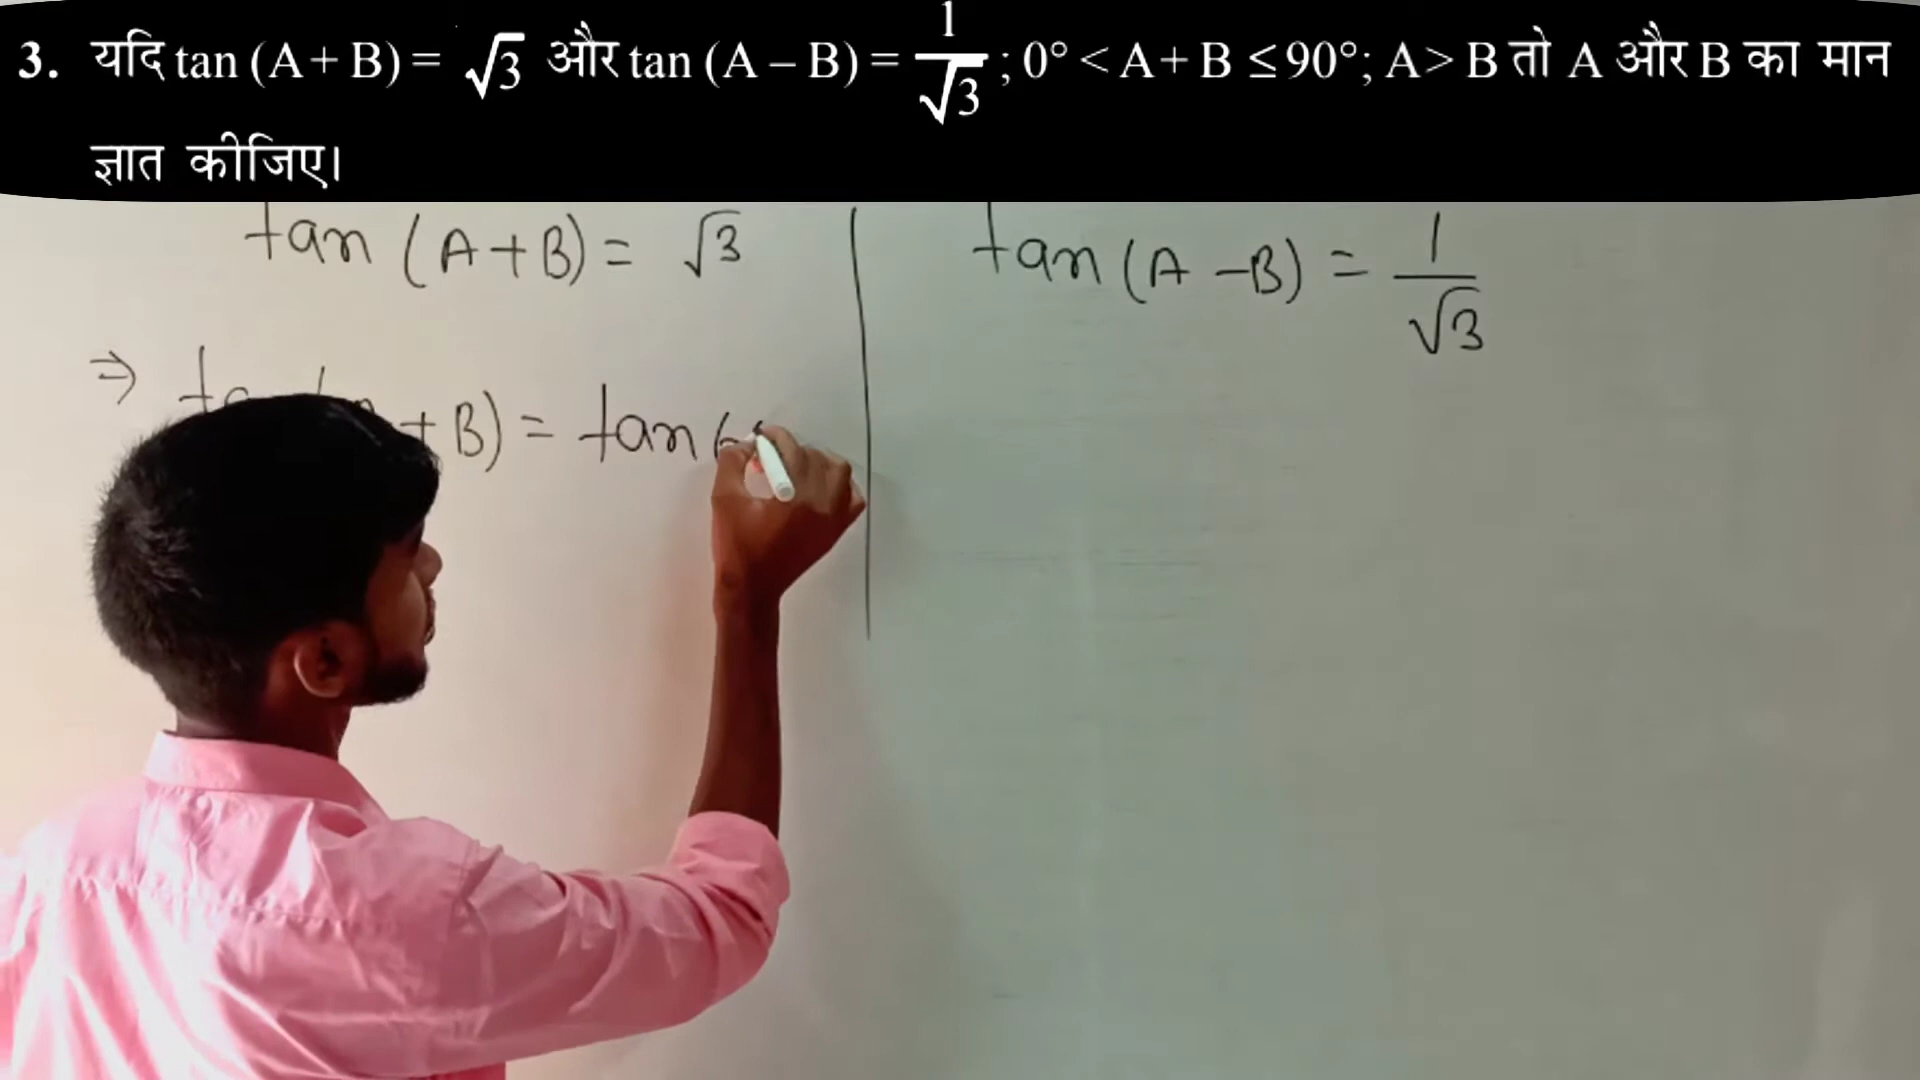 3. यदि tan (A + B) = √3 और tan (A – B) = 1/√3 ; 0° < A + B ≤ 90°; A > B तो A और B का मान
ज्ञात कीजिए।
tan (A + B) = √3
tan (A – B) = 1/√3
⇒ + B) = tan